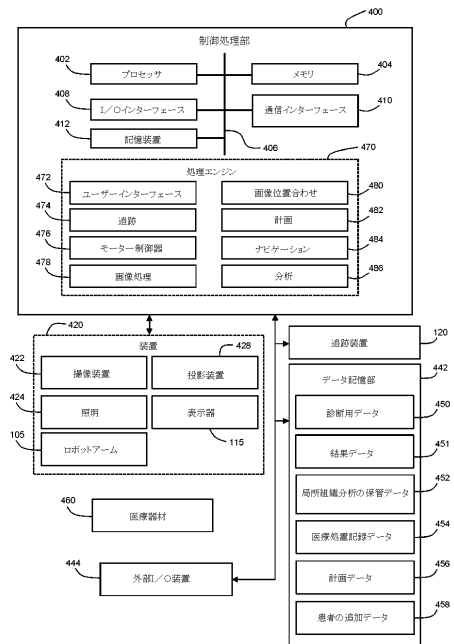 400
制御処理部
402
プロセッサ
メモリ
404
408
I/Oインターフェース
通信インターフェース
410
412
記憶装置
406
470
処理エンジン
472
ユーザーインターフェース
画像位置合わせ
480
474
追跡
計画
482
476
モーター制御器
ナビゲーション
484
478
画像処理
分析
486
420
装置
428
422
撮像装置
投影装置
424
照明
表示器
105
ロボットアーム
115
追跡装置
120
データ記憶部
442
診断用データ
450
結果データ
451
局所組織分析の保管データ
452
医療処置記録データ
454
計画データ
456
患者の追加データ
458
460
医療器材
444
外部I/O装置